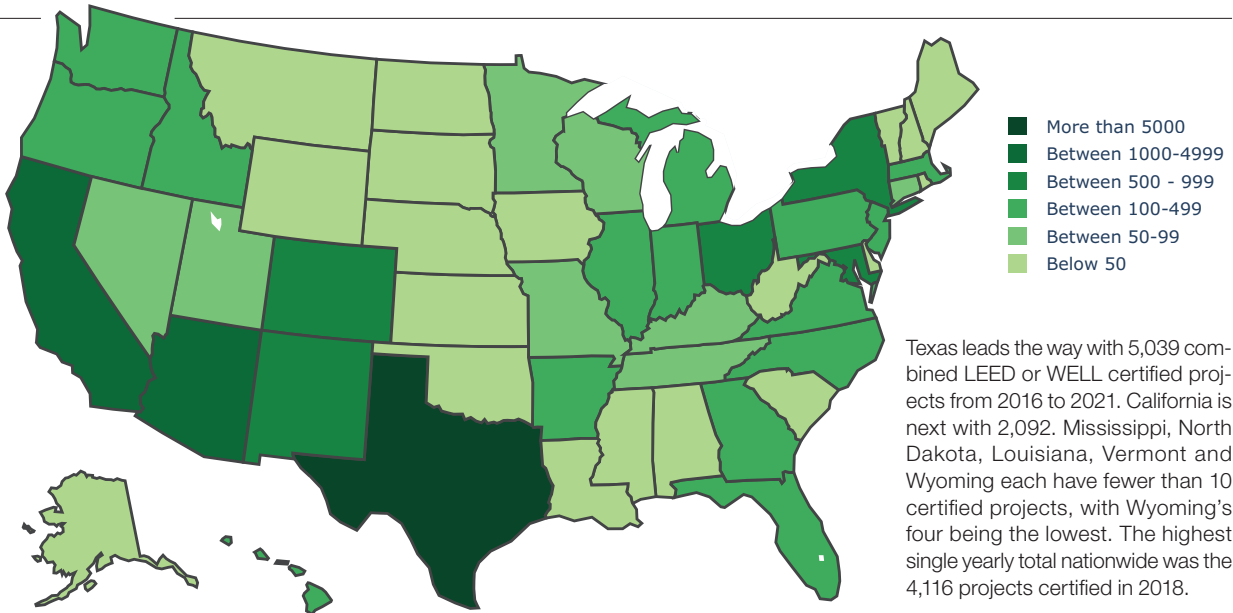 More than 5000
Between 1000-4999
Between 500 - 999
Between 100-499
Between 50-99
Below 50
Texas leads the way with 5,039 com-
bined LEED or WELL certified proj-
ects from 2016 to 2021. California is
next with 2,092. Mississippi, North
Dakota, Louisiana, Vermont and
Wyoming each have fewer than 10
certified projects, with Wyoming’s
four being the lowest. The highest
single yearly total nationwide was the
4,116 projects certified in 2018.